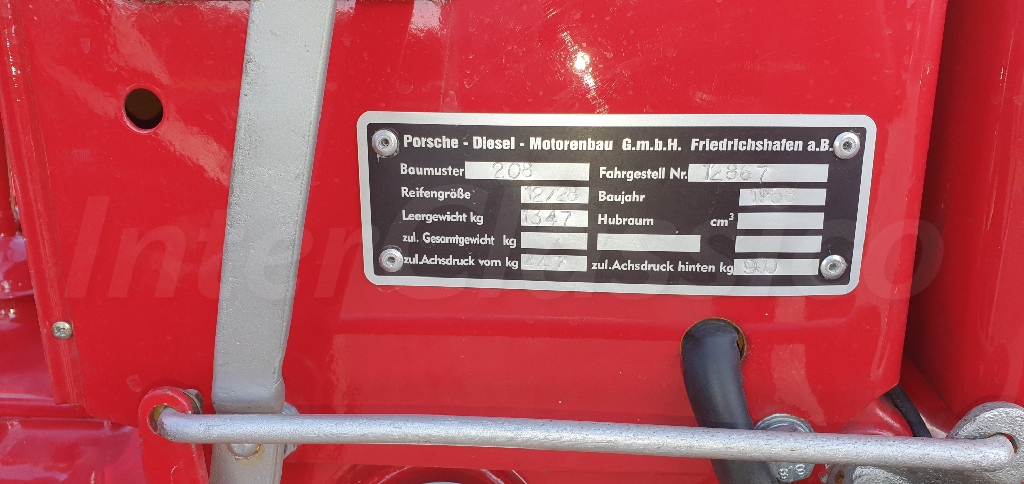 Porsche - Diesel - Motorenbau G.m.b.H. Friedrichshafen a.B.
Baumuster 208 Fahrgestell Nr. 12867
Reifengröße 12/28 Baujahr
Leergewicht kg 1347 Hubraum cm³
zul. Gesamtgewicht kg
zul.Achsdruck vorn kg zul.Achsdruck hinten kg
InterClassico